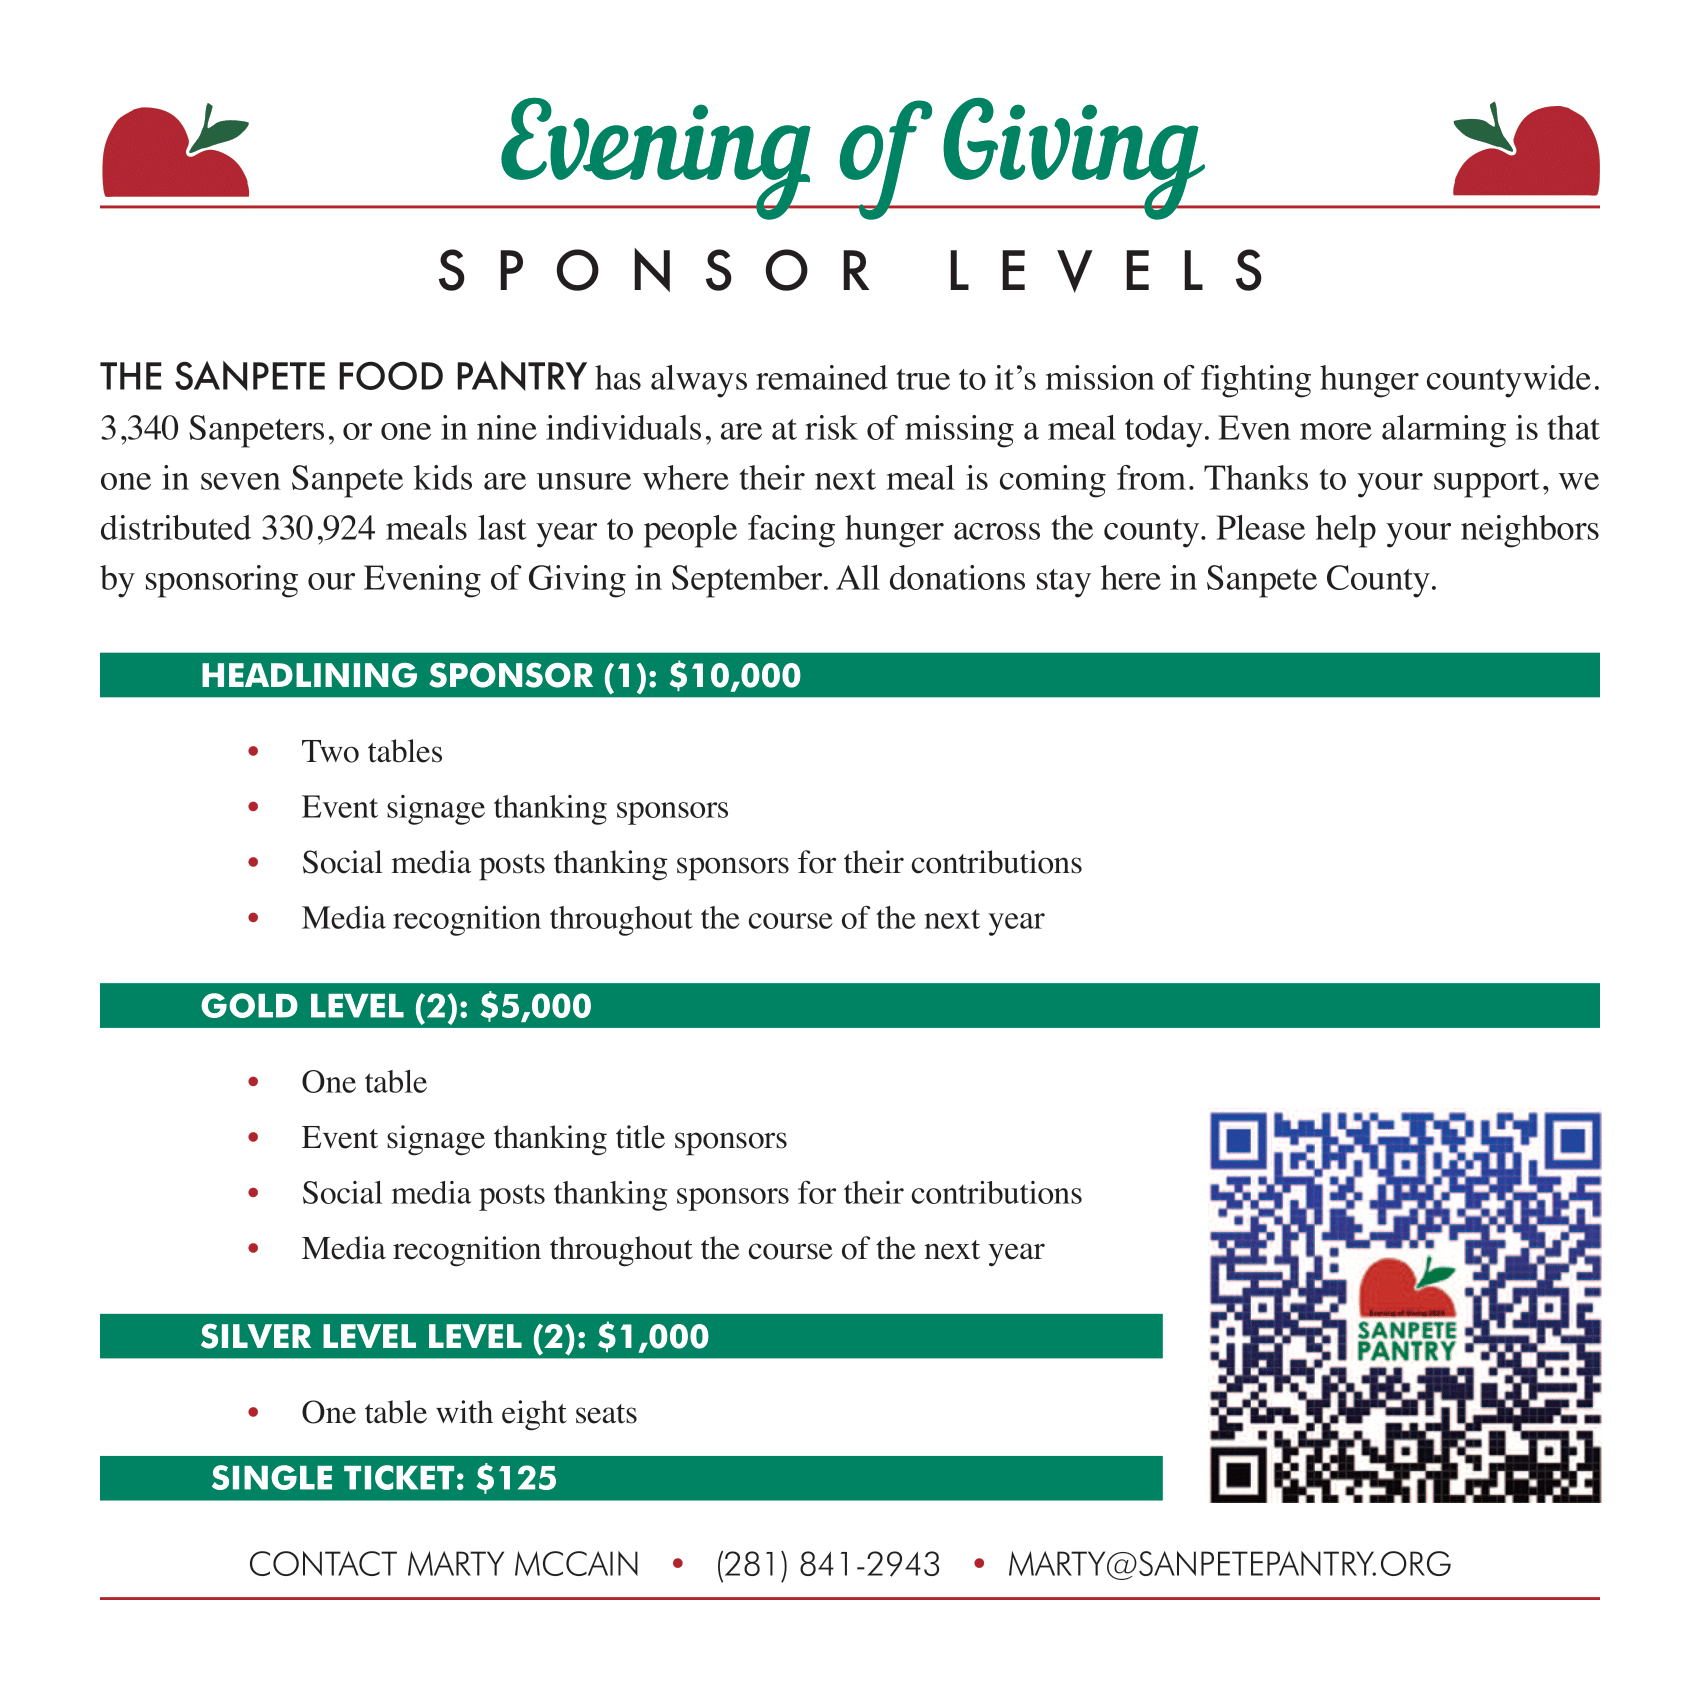 Evening of Giving
SPONSOR LEVELS
THE SANPETE FOOD PANTRY has always remained true to it's mission of fighting hunger countywide.
3,340 Sanpeters, or one in nine individuals, are at risk of missing a meal today. Even more alarming is that
one in seven Sanpete kids are unsure where their next meal is coming from. Thanks to your support, we
distributed 330,924 meals last year to people facing hunger across the county. Please help your neighbors
by sponsoring our Evening of Giving in September. All donations stay here in Sanpete County.
HEADLINING SPONSOR (1): $10,000
• Two tables
• Event signage thanking sponsors
• Social media posts thanking sponsors for their contributions
• Media recognition throughout the course of the next year
GOLD LEVEL (2): $5,000
• One table
• Event signage thanking title sponsors
• Social media posts thanking sponsors for their contributions
• Media recognition throughout the course of the next year
SILVER LEVEL LEVEL (2): $1,000
• One table with eight seats
SINGLE TICKET: $125
Evening of Giving 2024
SANPETE
PANTRY
CONTACT MARTY MCCAIN • (281) 841-2943 • MARTY@SANPETEPANTRY.ORG